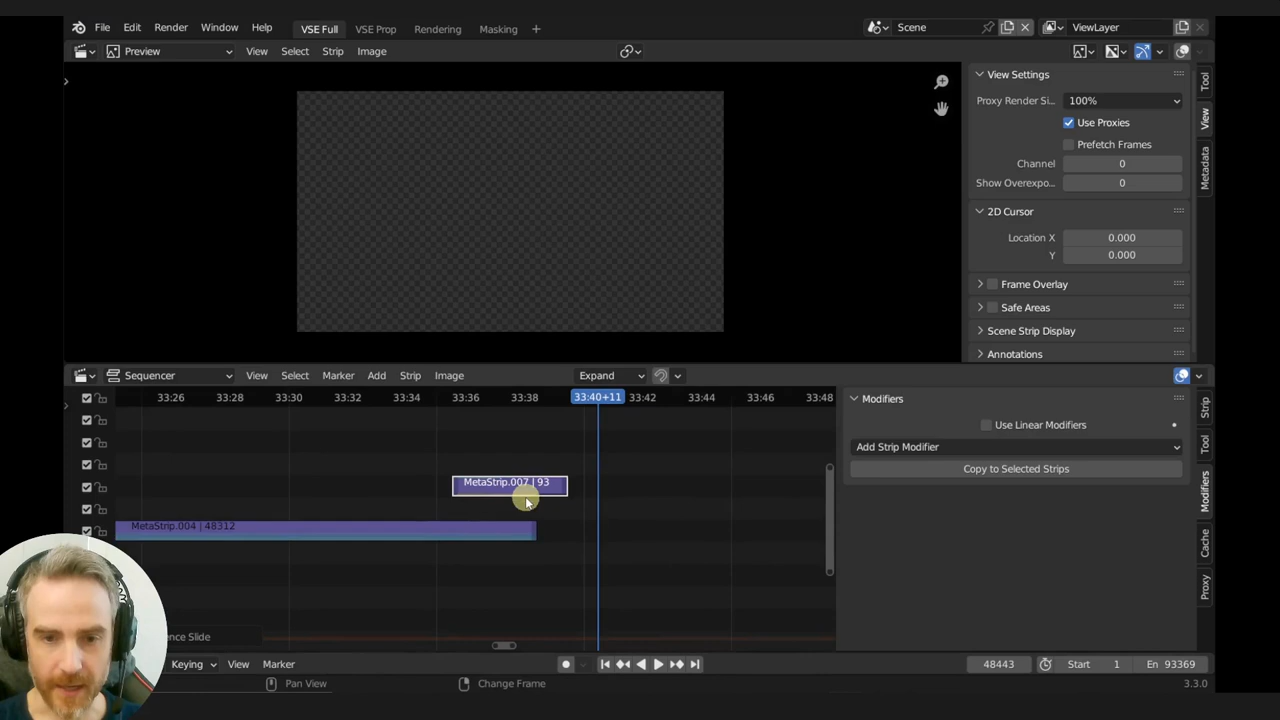 File Edit Render Window Help VSE Full VSE Prop Rendering Masking + Scene ViewLayer
Preview View Select Strip Image
View Settings
Proxy Render Si... 100%
Use Proxies
Prefetch Frames
Channel 0
Show Overexpo... 0
2D Cursor
Location X 0.000
Y 0.000
Frame Overlay
Safe Areas
Scene Strip Display
Annotations
Tool
View
Metadata
Sequencer View Select Marker Add Strip Image Expand
33:26 33:28 33:30 33:32 33:34 33:36 33:38 33:40+11 33:42 33:44 33:46 33:48
MetaStrip.007 | 93
MetaStrip.004 | 48312
Modifiers
Use Linear Modifiers
Add Strip Modifier
Copy to Selected Strips
Strip
Tool
Modifiers
Cache
Proxy
ence Slide
Keying View Marker 48443 Start 1 En 93369
Pan View Change Frame 3.3.0